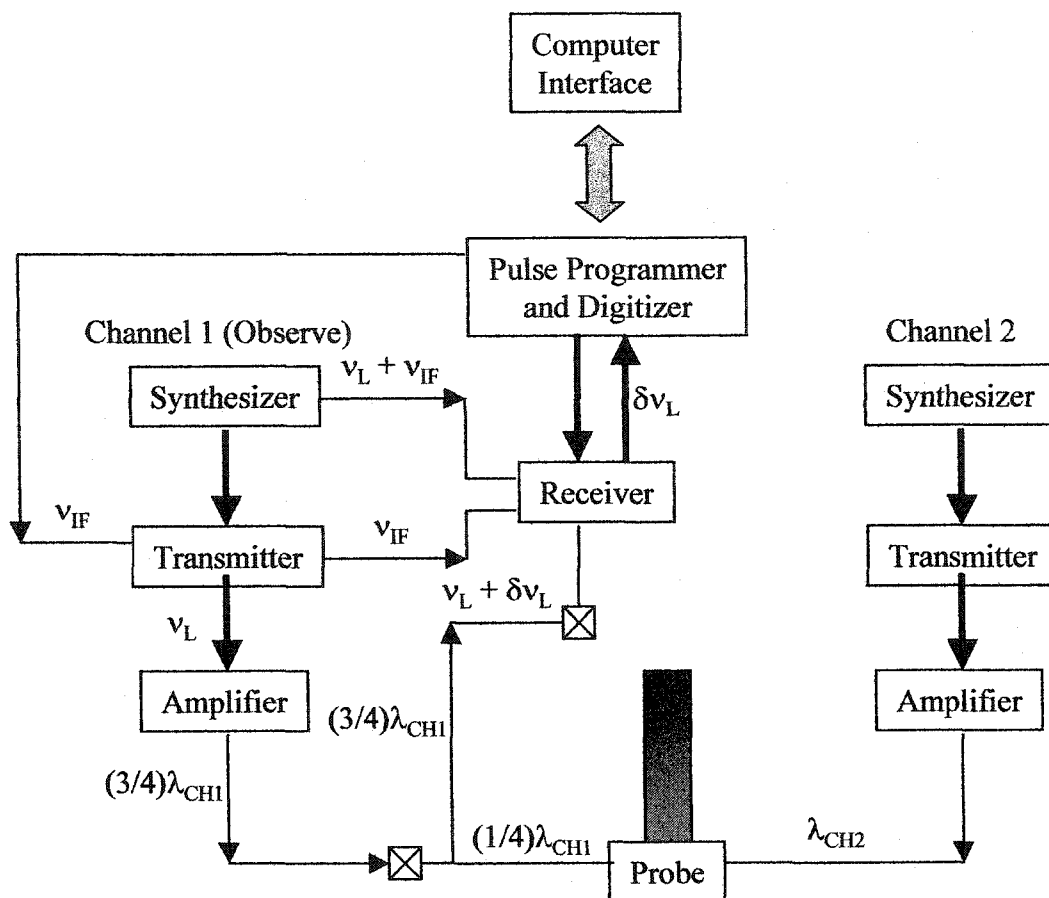 Computer
Interface
Pulse Programmer
and Digitizer
Channel 1 (Observe)
Channel 2
ν_L + ν_IF
Synthesizer
δν_L
Synthesizer
Receiver
ν_IF
ν_IF
Transmitter
Transmitter
ν_L + δν_L
ν_L
Amplifier
Amplifier
(3/4)λ_CH1
(3/4)λ_CH1
(1/4)λ_CH1
λ_CH2
Probe